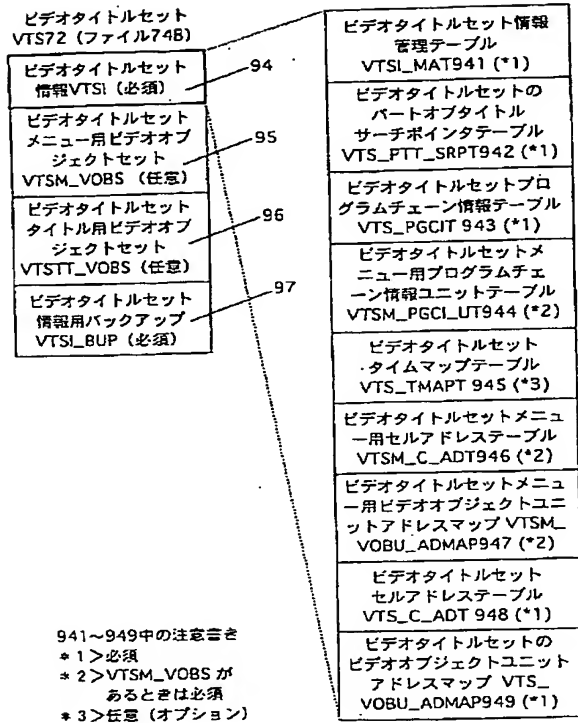 ビデオタイトルセット
VTS72（ファイル74B）
ビデオタイトルセット
情報VTSI（必須）
94
ビデオタイトルセット
メニュー用ビデオオブ
ジェクトセット
VTSM_VOBS（任意）
95
ビデオタイトルセット
タイトル用ビデオオブ
ジェクトセット
VTSTT_VOBS（任意）
96
ビデオタイトルセット
情報用バックアップ
VTSI_BUP（必須）
97
ビデオタイトルセット情報
管理テーブル
VTSI_MAT941 (*1)
ビデオタイトルセットの
パートオブタイトル
サーチポインタテーブル
VTS_PTT_SRPT942 (*1)
ビデオタイトルセットプロ
グラムチェーン情報テーブル
VTS_PGCIT 943 (*1)
ビデオタイトルセットメ
ニュー用プログラムチェ
ーン情報ユニットテーブル
VTSM_PGCI_UT944 (*2)
ビデオタイトルセット
・タイムマップテーブル
VTS_TMAPT 945 (*3)
ビデオタイトルセットメニュ
ー用セルアドレステーブル
VTSM_C_ADT946 (*2)
ビデオタイトルセットメニュ
ー用ビデオオブジェクトユニ
ットアドレスマップ VTSM_
VOBU_ADMAP947 (*2)
ビデオタイトルセット
セルアドレステーブル
VTS_C_ADT 948 (*1)
ビデオタイトルセットの
ビデオオブジェクトユニット
アドレスマップ VTS_
VOBU_ADMAP949 (*1)
941～949中の注意書き
*1＞必須
*2＞VTSM_VOBS が
あるときは必須
*3＞任意（オプション）